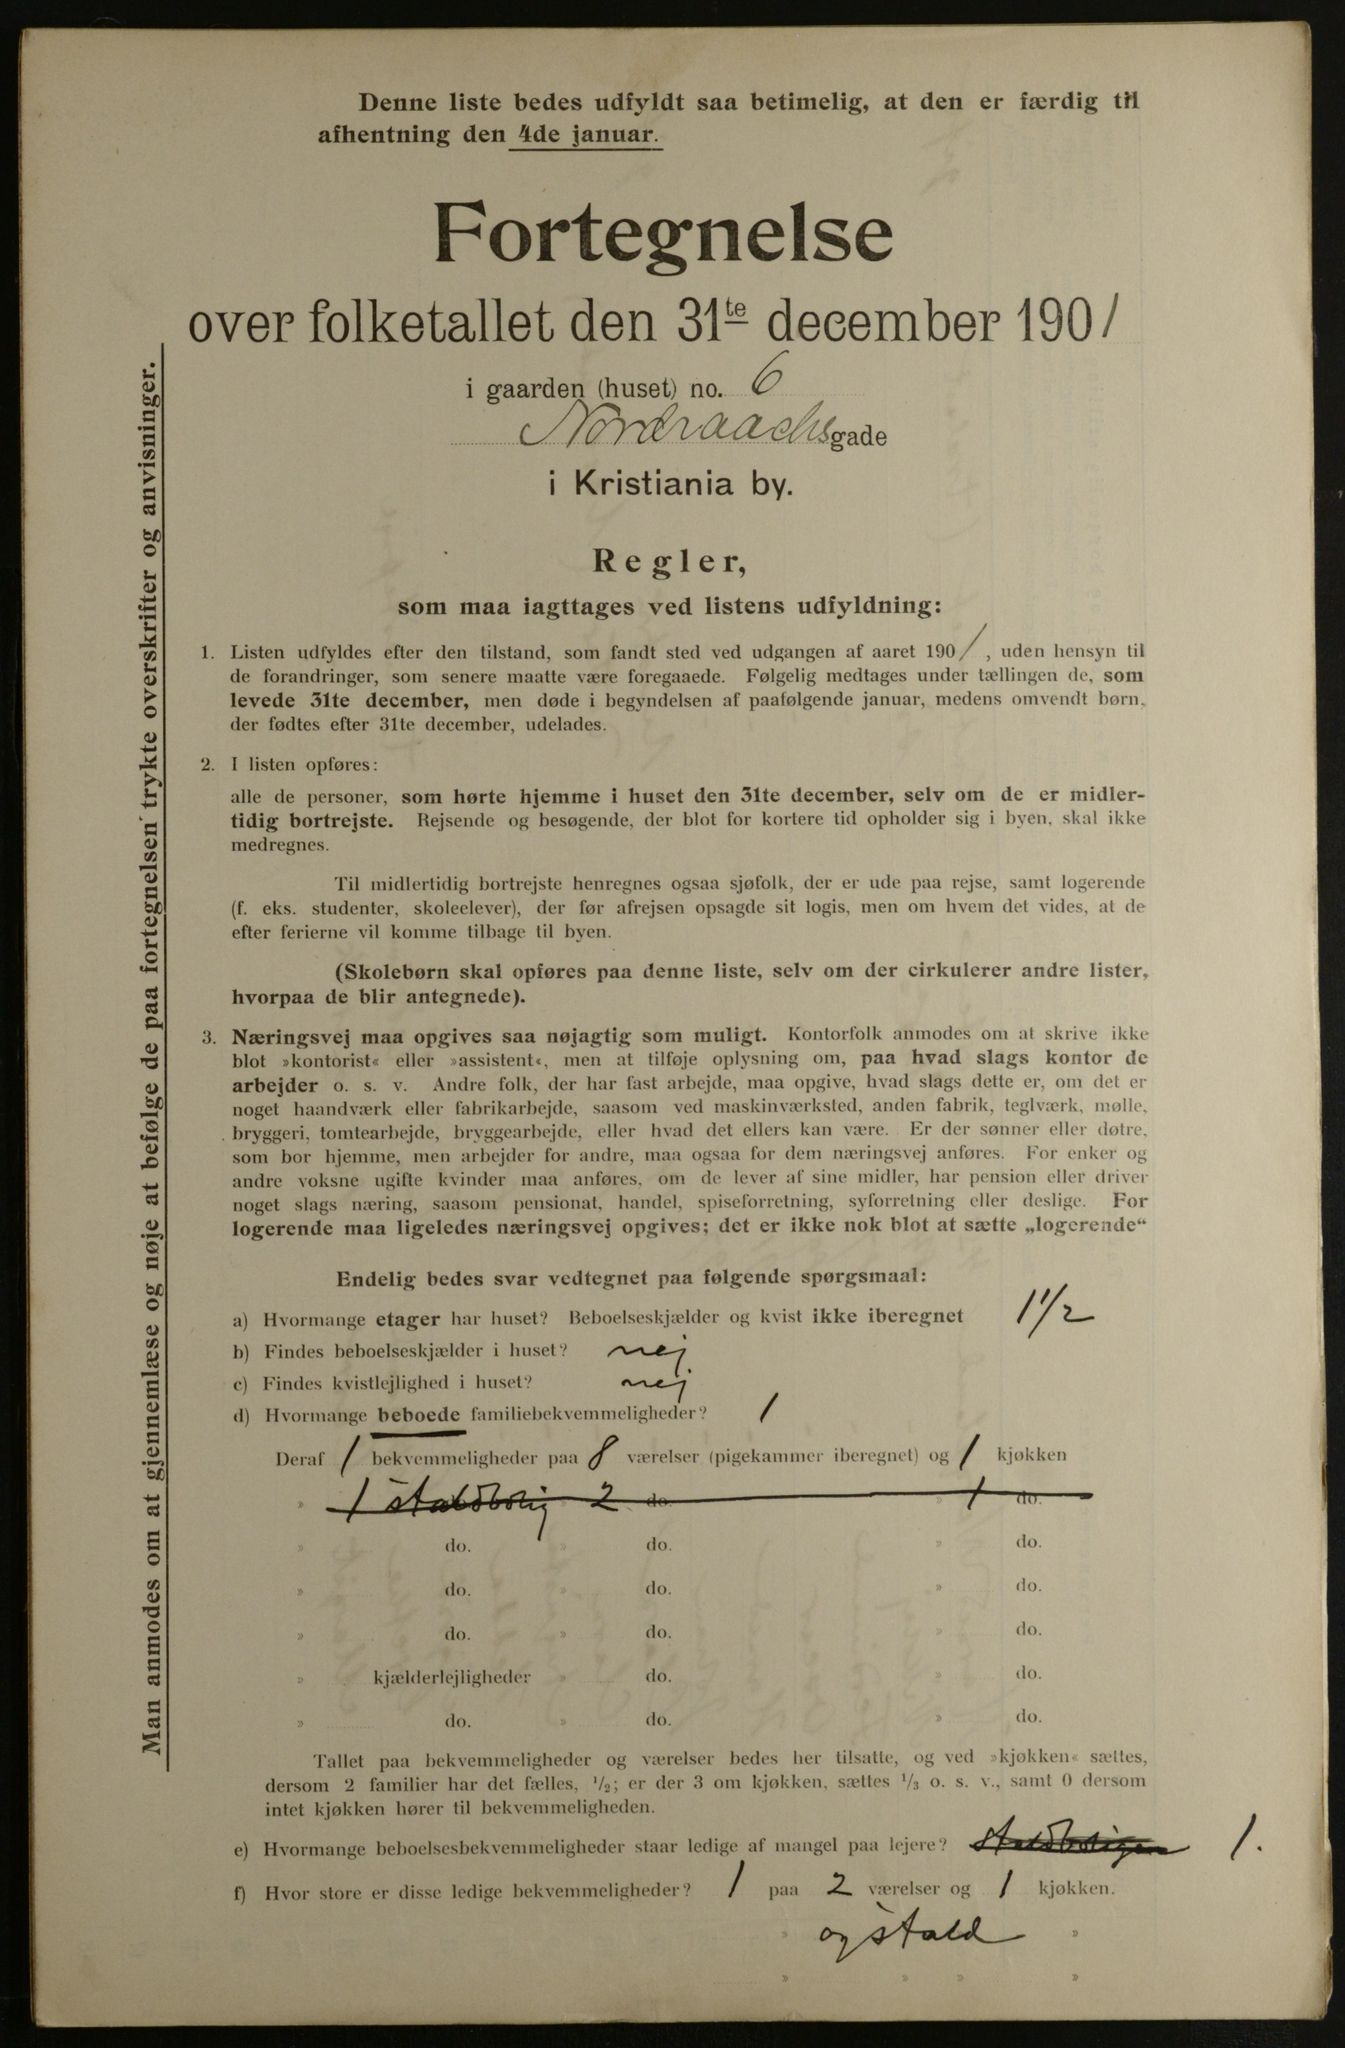 Denne liste bedes udfyldt saa betimelig, at den er færdig til
afhentning den 4de januar.
Fortegnelse
over folketallet den 31te december 1901
i gaarden (huset) no. 6
Nordraachsgade
i Kristiania by.
Regler,
som maa iagttages ved listens udfyldning:
1. Listen udfyldes efter den tilstand, som fandt sted ved udgangen af aaret 1901, uden hensyn til
de forandringer, som senere maatte være foregaaede. Følgelig medtages under tællingen de, som
levede 31te december, men døde i begyndelsen af paafølgende januar, medens omvendt børn,
der fødtes efter 31te december, udelades.
2. I listen opføres:
alle de personer, som hørte hjemme i huset den 31te december, selv om de er midler-
tidig bortrejste. Rejsende og besøgende, der blot for kortere tid opholder sig i byen, skal ikke
medregnes.
Til midlertidig bortrejste henregnes ogsaa sjøfolk, der er ude paa rejse, samt logerende
(f. eks. studenter, skoleelever), der før afrejsen opsagde sit logis, men om hvem det vides, at de
efter ferierne vil komme tilbage til byen.
(Skolebørn skal opføres paa denne liste, selv om der cirkulerer andre lister,
hvorpaa de blir antegnede).
3. Næringsvej maa opgives saa nøjagtig som muligt. Kontorfolk anmodes om at skrive ikke
blot »kontorist« eller »assistent«, men at tilføje oplysning om, paa hvad slags kontor de
arbejder o. s. v. Andre folk, der har fast arbejde, maa opgive, hvad slags dette er, om det er
noget haandværk eller fabrikarbejde, saasom ved maskinværksted, anden fabrik, teglværk, mølle,
bryggeri, tomtearbejde, bryggearbejde, eller hvad det ellers kan være. Er der sønner eller døtre,
som bor hjemme, men arbejder for andre, maa ogsaa for dem næringsvej anføres. For enker og
andre voksne ugifte kvinder maa anføres, om de lever af sine midler, har pension eller driver
noget slags næring, saasom pensionat, handel, spiseforretning, syforretning eller deslige. For
logerende maa ligeledes næringsvej opgives; det er ikke nok blot at sætte „logerende“
Endelig bedes svar vedtegnet paa følgende spørgsmaal:
a) Hvormange etager har huset? Beboelseskjælder og kvist ikke iberegnet 1 1/2
b) Findes beboelseskjælder i huset? nej
c) Findes kvistlejlighed i huset? nej
d) Hvormange beboede familiebekvemmeligheder? 1
Deraf 1 bekvemmeligheder paa 8 værelser (pigekammer iberegnet) og 1 kjøkken
» 1 staldbolig 2 do. » 1 do.
» do. » do. » do.
» do. » do. » do.
» do. » do. » do.
» kjælderlejligheder » do. » do.
» do. » do. » do.
Tallet paa bekvemmeligheder og værelser bedes her tilsatte, og ved »kjøkken« sættes,
dersom 2 familier har det fælles, 1/2; er der 3 om kjøkken, sættes 1/3 o. s. v., samt 0 dersom
intet kjøkken hører til bekvemmeligheden.
e) Hvormange beboelsesbekvemmeligheder staar ledige af mangel paa lejere? staldboligen 1.
f) Hvor store er disse ledige bekvemmeligheder? 1 paa 2 værelser og 1 kjøkken.
» og stald »
» » » »
Man anmodes om at gjennemlæse og nøje at befølge de paa fortegnelsen trykte overskrifter og anvisninger.